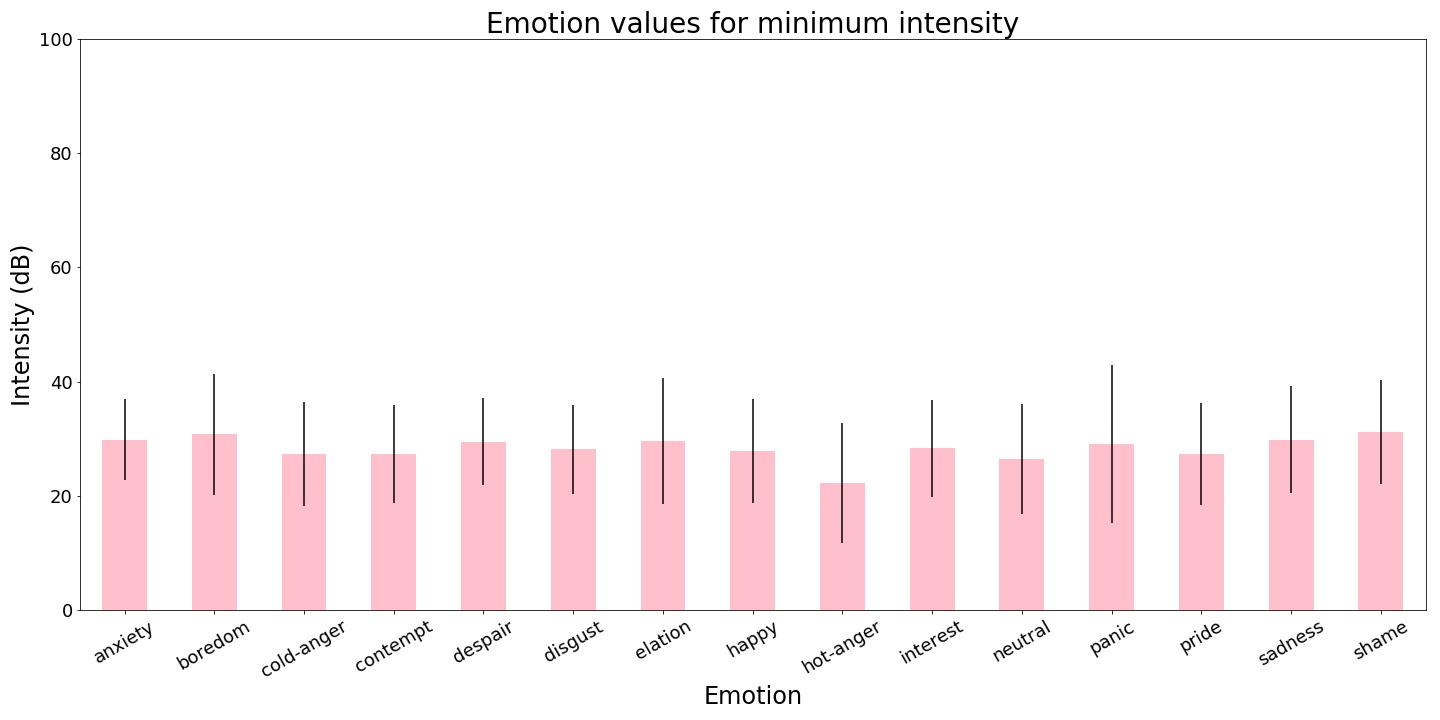 Emotion values for minimum intensity
100
80
60
40
20
0
Intensity (dB)
anxiety
boredom
cold-anger
contempt
despair
disgust
elation
happy
hot-anger
interest
neutral
panic
pride
sadness
shame
Emotion